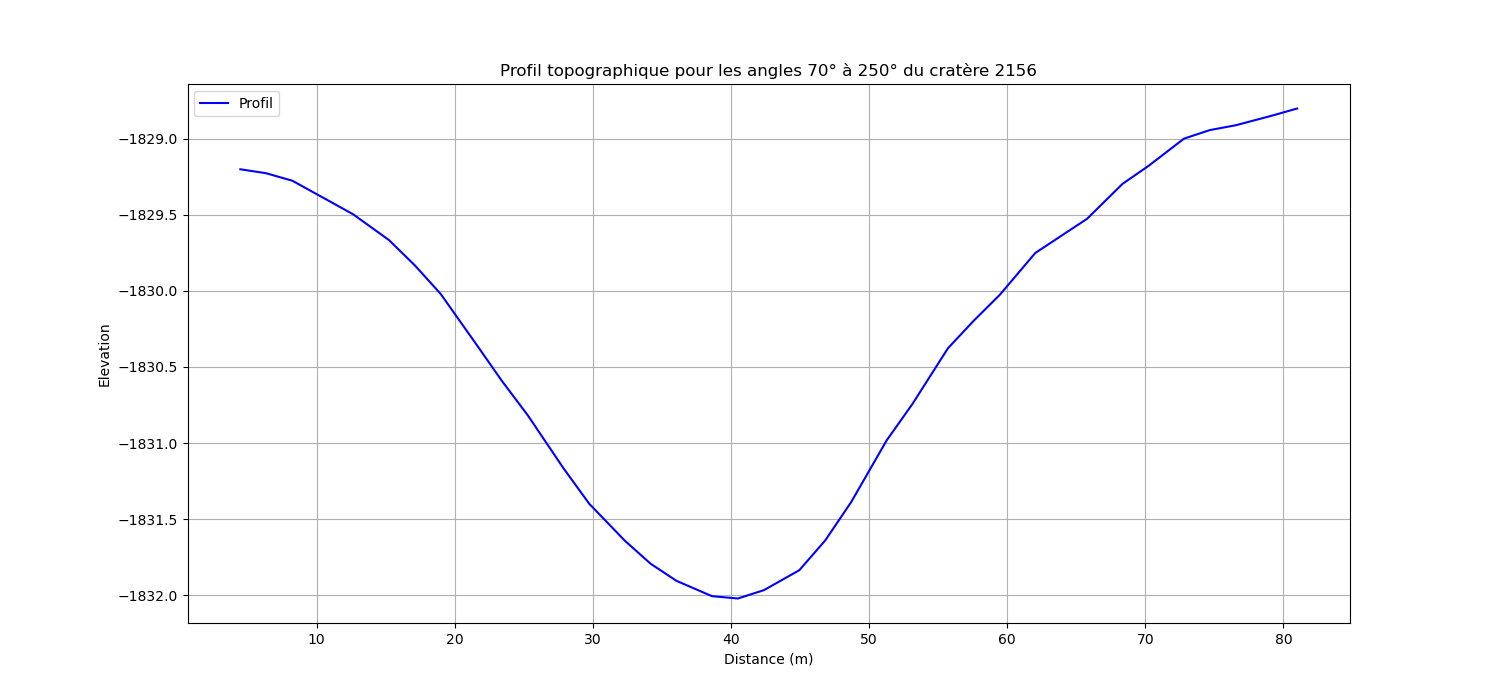 Profil topographique pour les angles 70° à 250° du cratère 2156
Profil
−1829.0
−1829.5
−1830.0
−1830.5
−1831.0
−1831.5
−1832.0
Elevation
10 20 30 40 50 60 70 80
Distance (m)